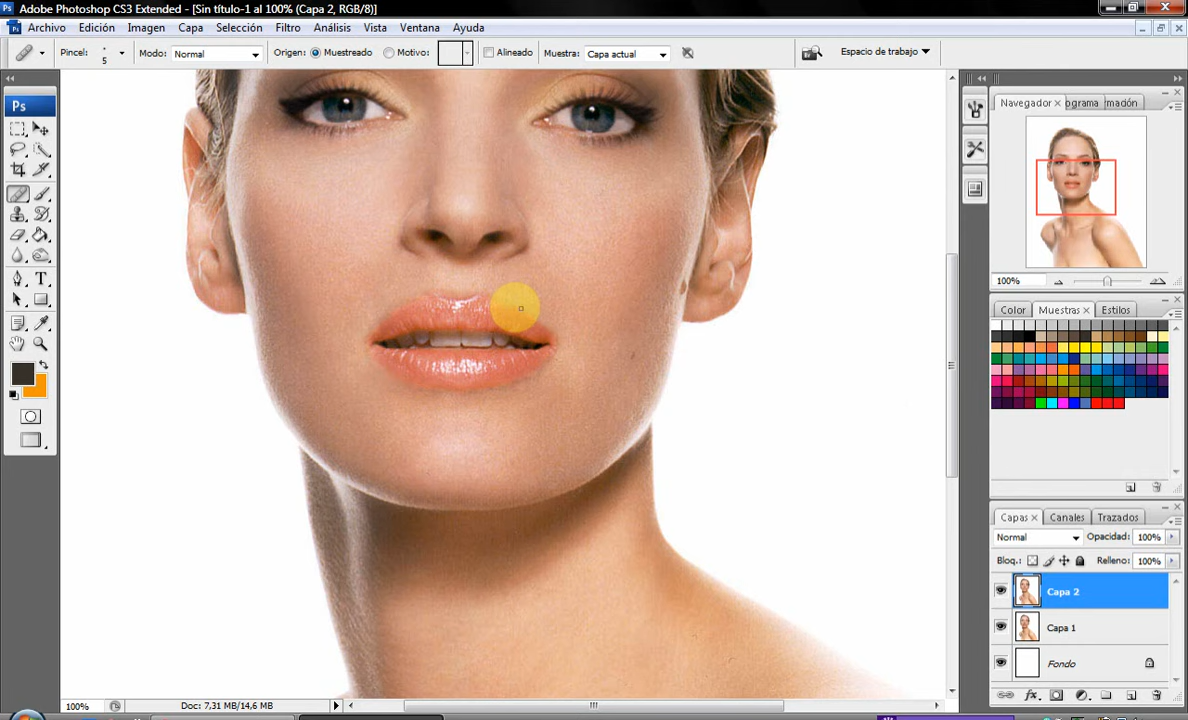 Adobe Photoshop CS3 Extended - [Sin título-1 al 100% (Capa 2, RGB/8)]
Archivo Edición Imagen Capa Selección Filtro Análisis Vista Ventana Ayuda
Pincel: 5 Modo: Normal Origen: Muestreado Motivo: Alineado Muestra: Capa actual Espacio de trabajo
Ps
Navegador × ograma mación
100%
Color Muestras × Estilos
Capas × Canales Trazados
Normal Opacidad: 100%
Bloq.: Relleno: 100%
Capa 2
Capa 1
Fondo
100% Doc: 7,31 MB/14,6 MB